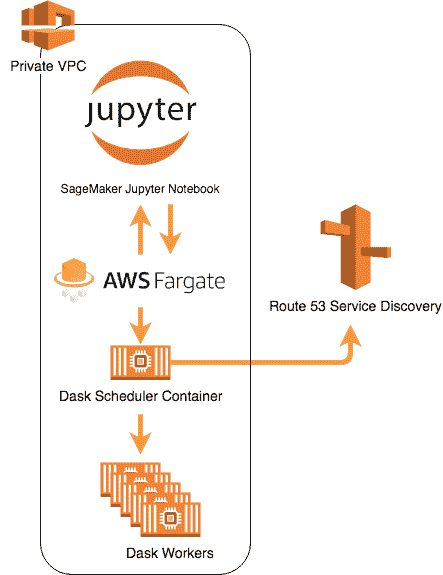 Private VPC
jupyter
SageMaker Jupyter Notebook
AWS Fargate
Route 53 Service Discovery
Dask Scheduler Container
Dask Workers